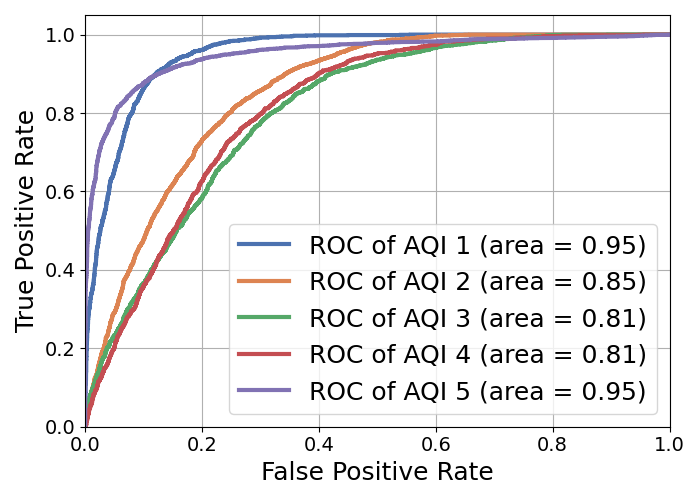 True Positive Rate
1.0
0.8
0.6
0.4
0.2
0.0
ROC of AQI 1 (area = 0.95)
ROC of AQI 2 (area = 0.85)
ROC of AQI 3 (area = 0.81)
ROC of AQI 4 (area = 0.81)
ROC of AQI 5 (area = 0.95)
0.0 0.2 0.4 0.6 0.8 1.0
False Positive Rate